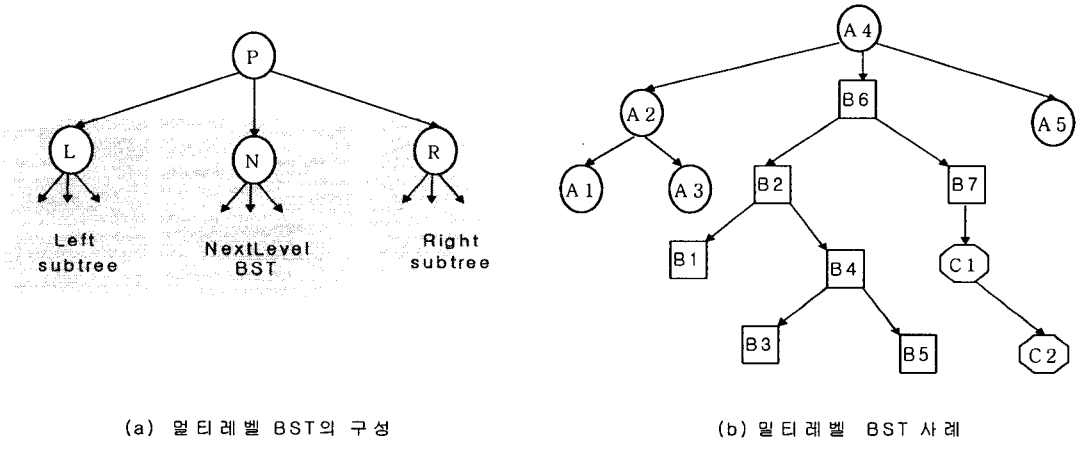 P
L
N
R
Left
subtree
NextLevel
BST
Right
subtree
(a) 멀티레벨 BST의 구성
A4
A2
B6
A5
A1
A3
B2
B7
B1
B4
C1
B3
B5
C2
(b) 멀티레벨 BST 사례